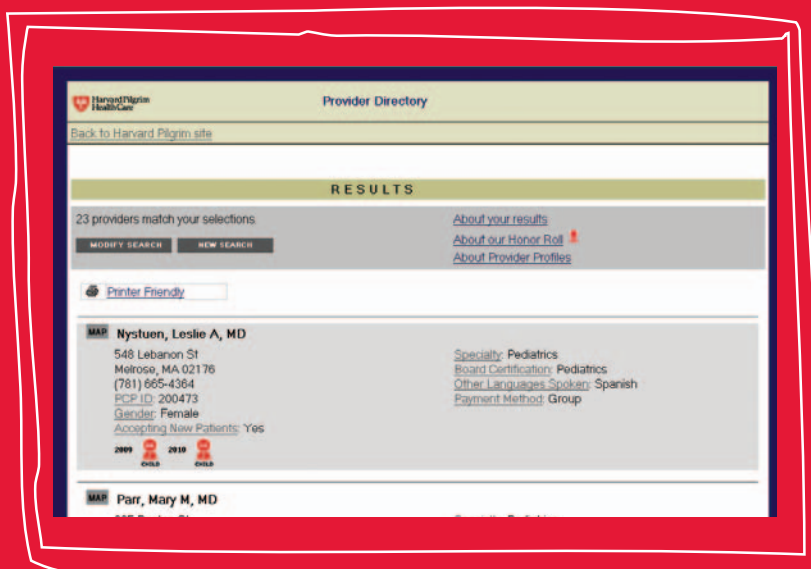 Harvard Pilgrim
HealthCare
Provider Directory
Back to Harvard Pilgrim site
RESULTS
23 providers match your selections
MODIFY SEARCH NEW SEARCH
About your results
About our Honor Roll
About Provider Profiles
Printer Friendly
MAP Nystuen, Leslie A, MD
548 Lebanon St
Melrose, MA 02176
(781) 665-4364
PCP ID: 200473
Gender: Female
Accepting New Patients: Yes
2009 2010
CHILD CHILD
Specialty: Pediatrics
Board Certification: Pediatrics
Other Languages Spoken: Spanish
Payment Method: Group
MAP Parr, Mary M, MD